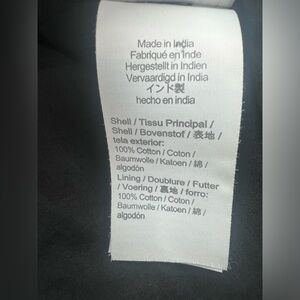 Made in India
Fabriqué en Inde
Hergestellt in Indien
Vervaardigd in India
インド製
hecho en india
Shell / Tissu Principal /
Shell / Bovenstof / 表地 /
tela exterior:
100% Cotton / Coton /
Baumwolle / Katoen / 綿 /
algodón
Lining / Doublure / Futter
/ Voering / 裏地 / forro:
100% Cotton / Coton /
Baumwolle / Katoen / 綿 /
algodón